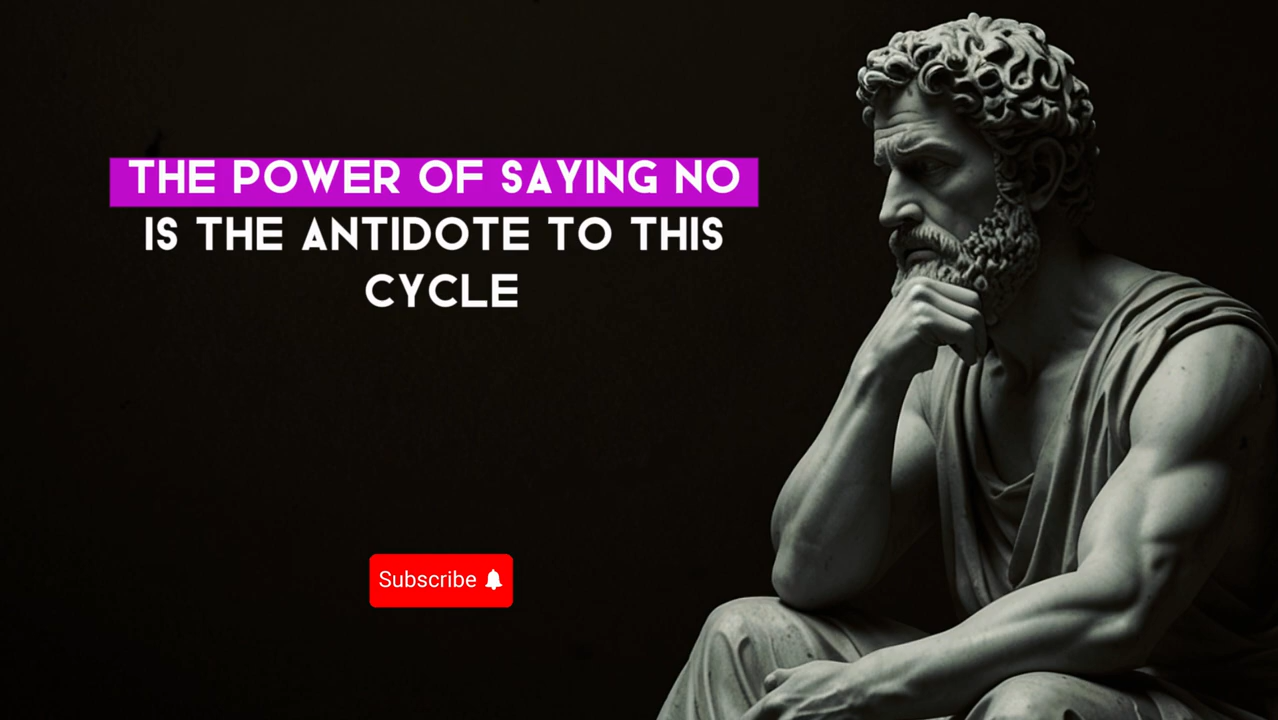 THE POWER OF SAYING NO
IS THE ANTIDOTE TO THIS
CYCLE
Subscribe